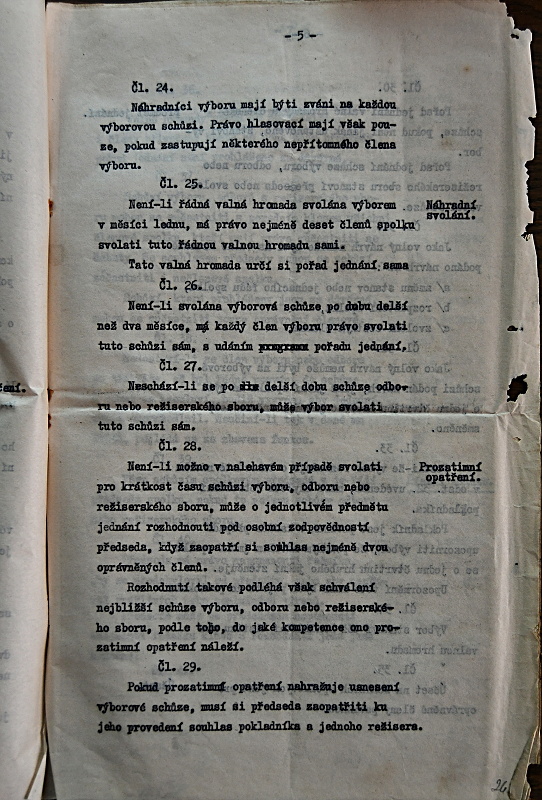 - 5 -
Čl. 24.
Náhradníci výboru mají býti zváni na každou
výborovou schůzi. Právo hlasovací mají však pou-
ze, pokud zastupují některého nepřítomného člena
výboru.
Čl. 25.
Není-li řádná valná hromada svolána výborem
v měsíci lednu, má právo nejméně deset členů spolku
svolati tuto řádnou valnou hromadu sami.
Náhradní
svolání.
Tato valná hromada určí si pořad jednání sama
Čl. 26.
Není-li svolána výborová schůze po dobu delší
než dva měsíce, má každý člen výboru právo svolati
tuto schůzi sám, s udáním pořadu jednání.
Čl. 27.
Neschází-li se po delší dobu schůze odbo-
ru nebo režiserského sboru, může výbor svolati
tuto schůzi sám.
Čl. 28.
Není-li možno v nalehavém případě svolati
pro krátkost času schůzi výboru, odboru nebo
režiserského sboru, může o jednotlivém předmětu
jednání rozhodnouti pod osobní zodpovědností
předseda, když zaopatří si souhlas nejméně dvou
oprávněných členů.
Prozatimní
opatření.
Rozhodnutí takové podléhá však schválení
nejbližší schůze výboru, odboru nebo režiserské-
ho sboru, podle toho, do jaké kompetence ono pro-
zatimní opatření náleží.
Čl. 29.
Pokud prozatimní opatření nahražuje usnesení
výborové schůze, musí si předseda zaopatřiti ku
jeho provedení souhlas pokladníka a jednoho režisera.
26